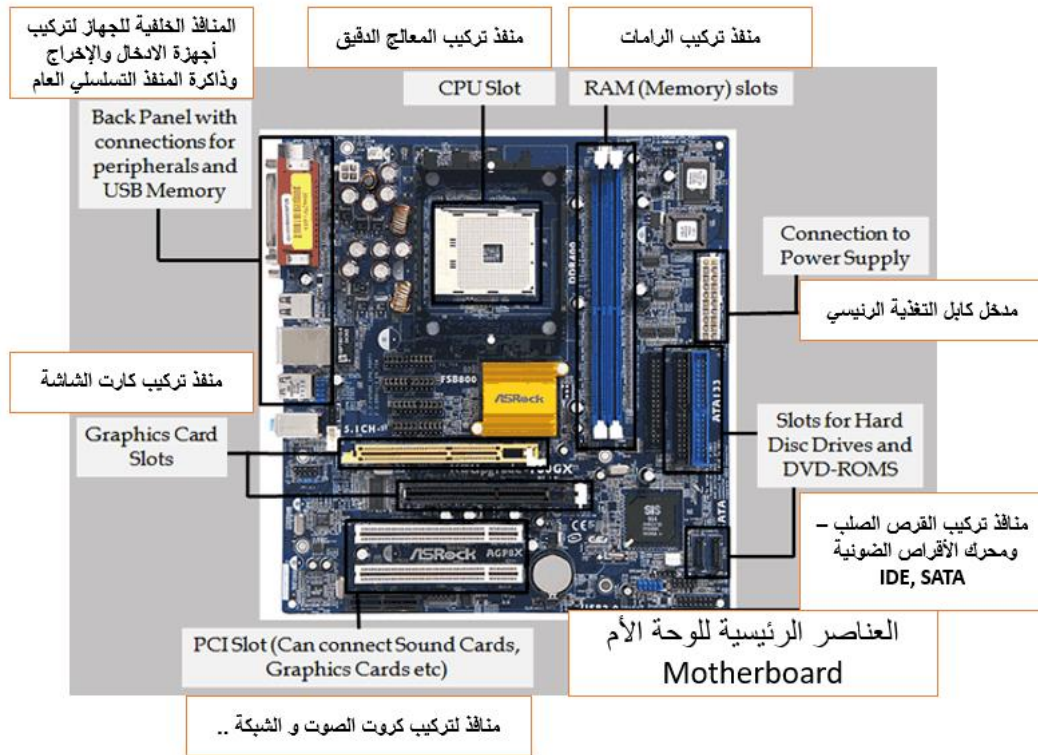 المنافذ الخلفية للجهاز لتركيب
أجهزة الادخال والإخراج
وذاكرة المنفذ التسلسلي العام
منفذ تركيب المعالج الدقيق
منفذ تركيب الرامات
Back Panel with
connections for
peripherals and
USB Memory
CPU Slot
RAM (Memory) slots
DDR400
Connection to
Power Supply
مدخل كابل التغذية الرئيسي
منفذ تركيب كارت الشاشة
Graphics Card
Slots
FSB800
ASRock
5.1CH
ATA133
Slots for Hard
Disc Drives and
DVD-ROMS
SiS
SATA
منافذ تركيب القرص الصلب –
ومحرك الأقراص الضوئية
IDE, SATA
ASRock
AGP8X
PCI Slot (Can connect Sound Cards,
Graphics Cards etc)
العناصر الرئيسية للوحة الأم
Motherboard
منافذ لتركيب كروت الصوت و الشبكة ..